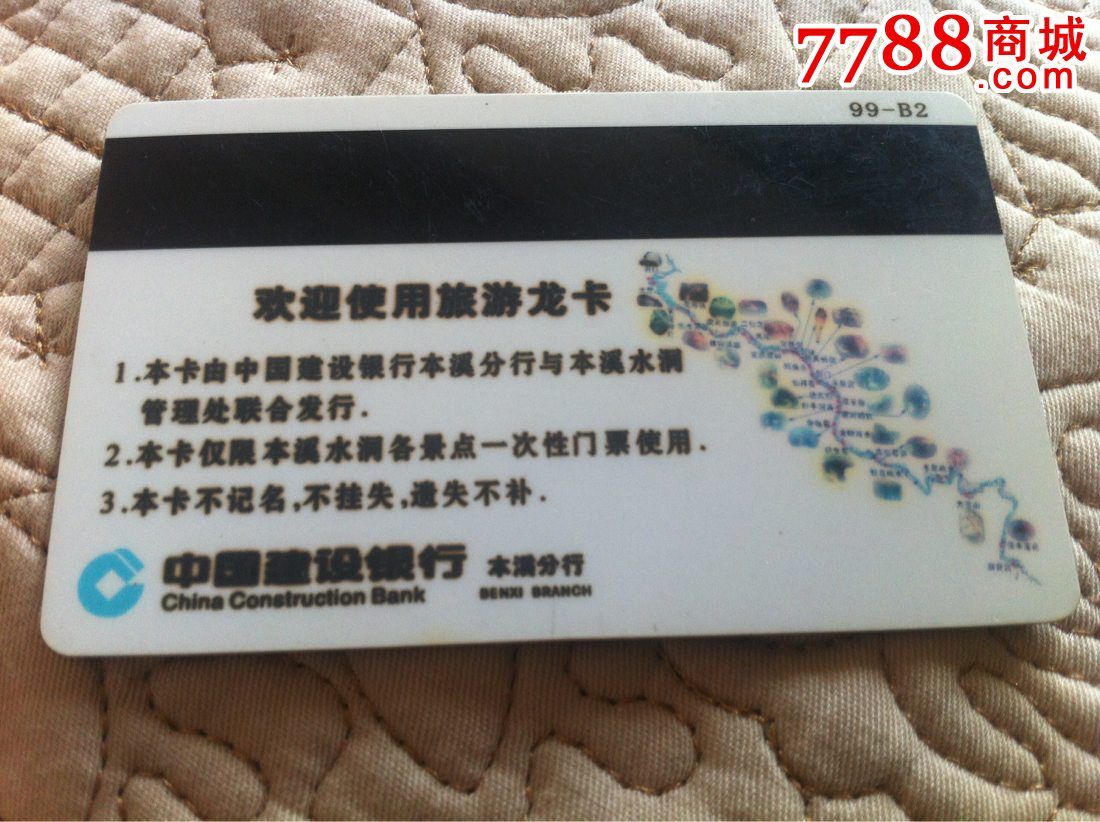 7788商城
.com
99-B2
欢迎使用旅游龙卡
1.本卡由中国建设银行本溪分行与本溪水洞
管理处联合发行.
2.本卡仅限本溪水洞各景点一次性门票使用.
3.本卡不记名,不挂失,遗失不补.
中国建设银行 本溪分行
China Construction Bank BENXI BRANCH